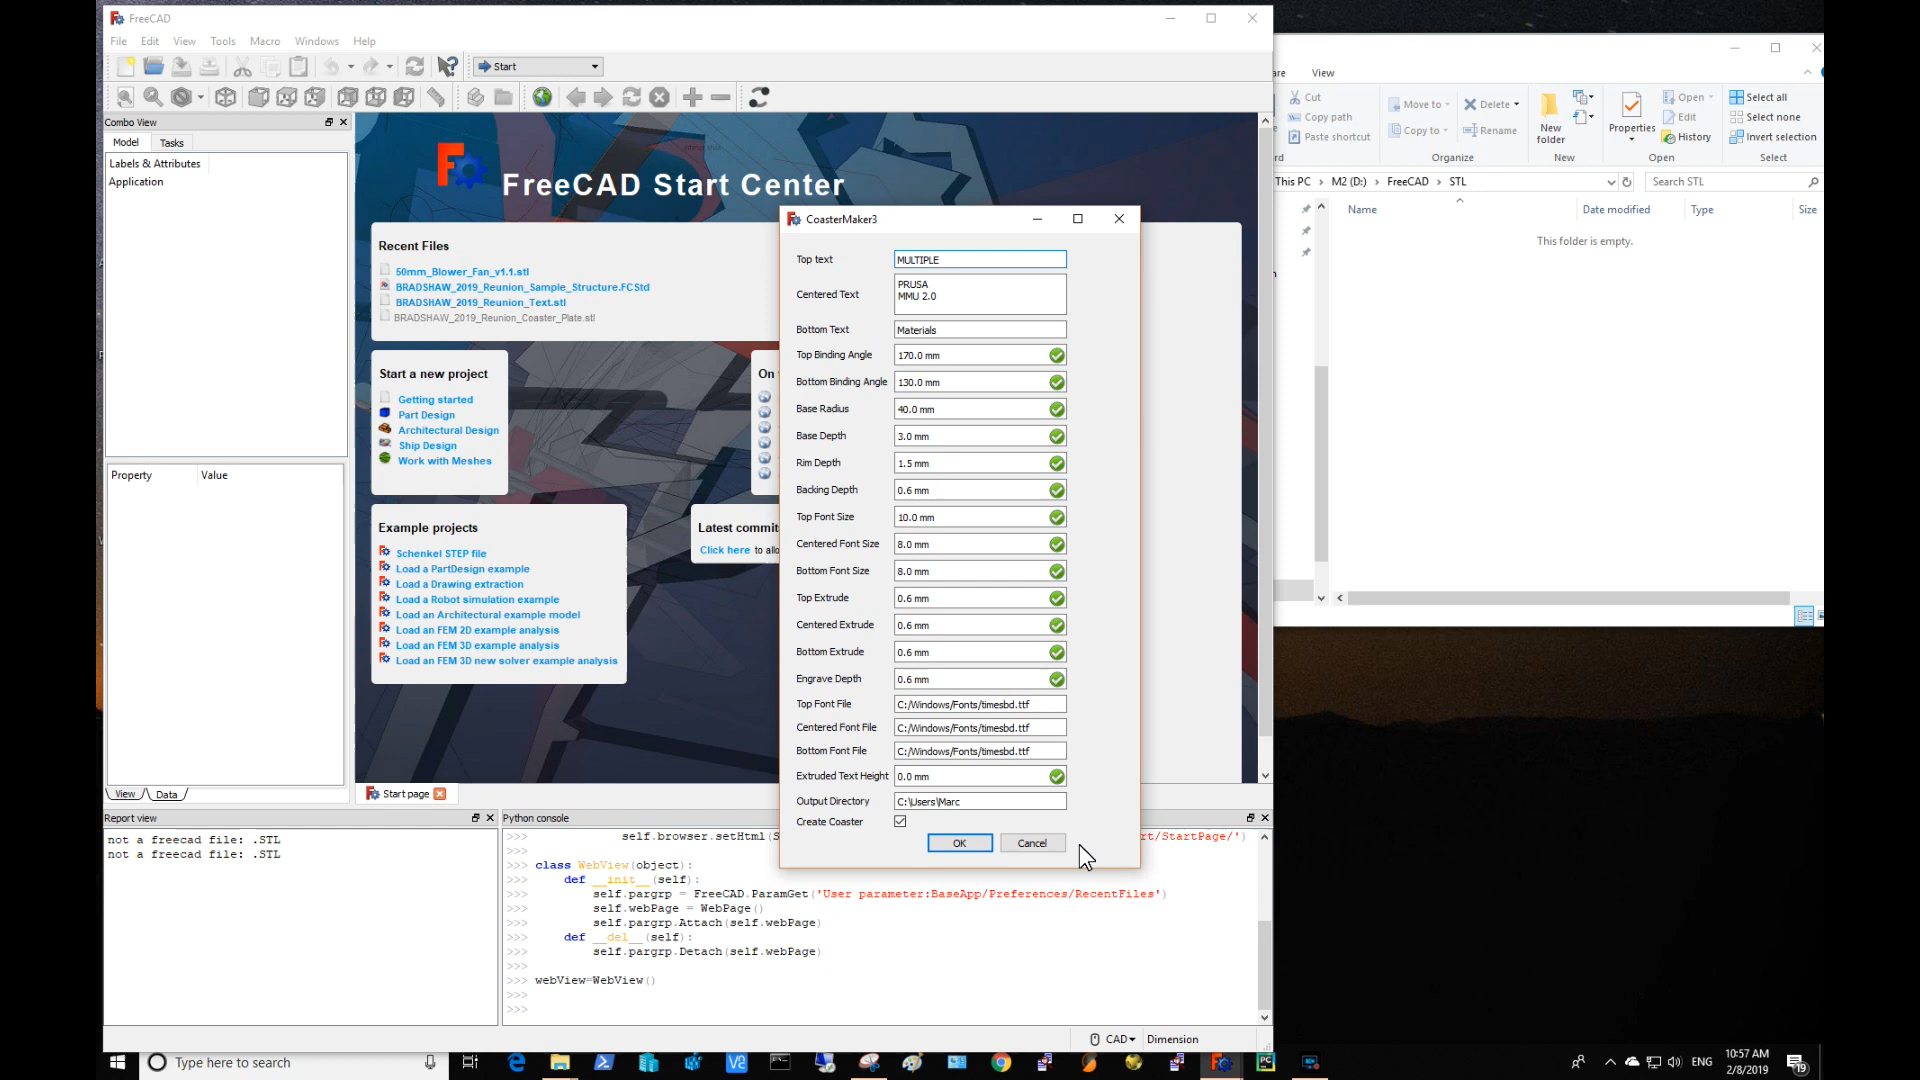 FreeCAD
File Edit View Tools Macro Windows Help
Start
Combo View
Model Tasks
Labels & Attributes
Application
Property Value
View Data
FreeCAD Start Center
Recent Files
50mm_Blower_Fan_v1.1.stl
BRADSHAW_2019_Reunion_Sample_Structure.FCStd
BRADSHAW_2019_Reunion_Text.stl
BRADSHAW_2019_Reunion_Coaster_Plate.stl
Start a new project
Getting started
Part Design
Architectural Design
Ship Design
Work with Meshes
On
Example projects
Schenkel STEP file
Load a PartDesign example
Load a Drawing extraction
Load a Robot simulation example
Load an Architectural example model
Load an FEM 2D example analysis
Load an FEM 3D example analysis
Load an FEM 3D new solver example analysis
Latest commit
Click here to allo
Start page
CoasterMaker3
Top text MULTIPLE
Centered Text PRUSA
MMU 2.0
Bottom Text Materials
Top Binding Angle 170.0 mm
Bottom Binding Angle 130.0 mm
Base Radius 40.0 mm
Base Depth 3.0 mm
Rim Depth 1.5 mm
Backing Depth 0.6 mm
Top Font Size 10.0 mm
Centered Font Size 8.0 mm
Bottom Font Size 8.0 mm
Top Extrude 0.6 mm
Centered Extrude 0.6 mm
Bottom Extrude 0.6 mm
Engrave Depth 0.6 mm
Top Font File C:/Windows/Fonts/timesbd.ttf
Centered Font File C:/Windows/Fonts/timesbd.ttf
Bottom Font File C:/Windows/Fonts/timesbd.ttf
Extruded Text Height 0.0 mm
Output Directory C:\Users\Marc
Create Coaster
OK Cancel
Report view
not a freecad file: .STL
not a freecad file: .STL
Python console
>>> self.browser.setHtml(S rt/StartPage/')
>>>
>>> class WebView(object):
>>> def __init__(self):
>>> self.pargrp = FreeCAD.ParamGet('User parameter:BaseApp/Preferences/RecentFiles')
>>> self.webPage = WebPage()
>>> self.pargrp.Attach(self.webPage)
>>> def __del__(self):
>>> self.pargrp.Detach(self.webPage)
>>>
>>> webView=WebView()
>>>
>>>
CAD Dimension
are View
Cut
Copy path
Paste shortcut
rd
Move to
Copy to
Delete
Rename
Organize
New
folder
New
Properties
Open
Edit
History
Open
Select all
Select none
Invert selection
Select
This PC > M2 (D:) > FreeCAD > STL
Search STL
Name Date modified Type Size
This folder is empty.
Type here to search
ENG
10:57 AM
2/8/2019
19